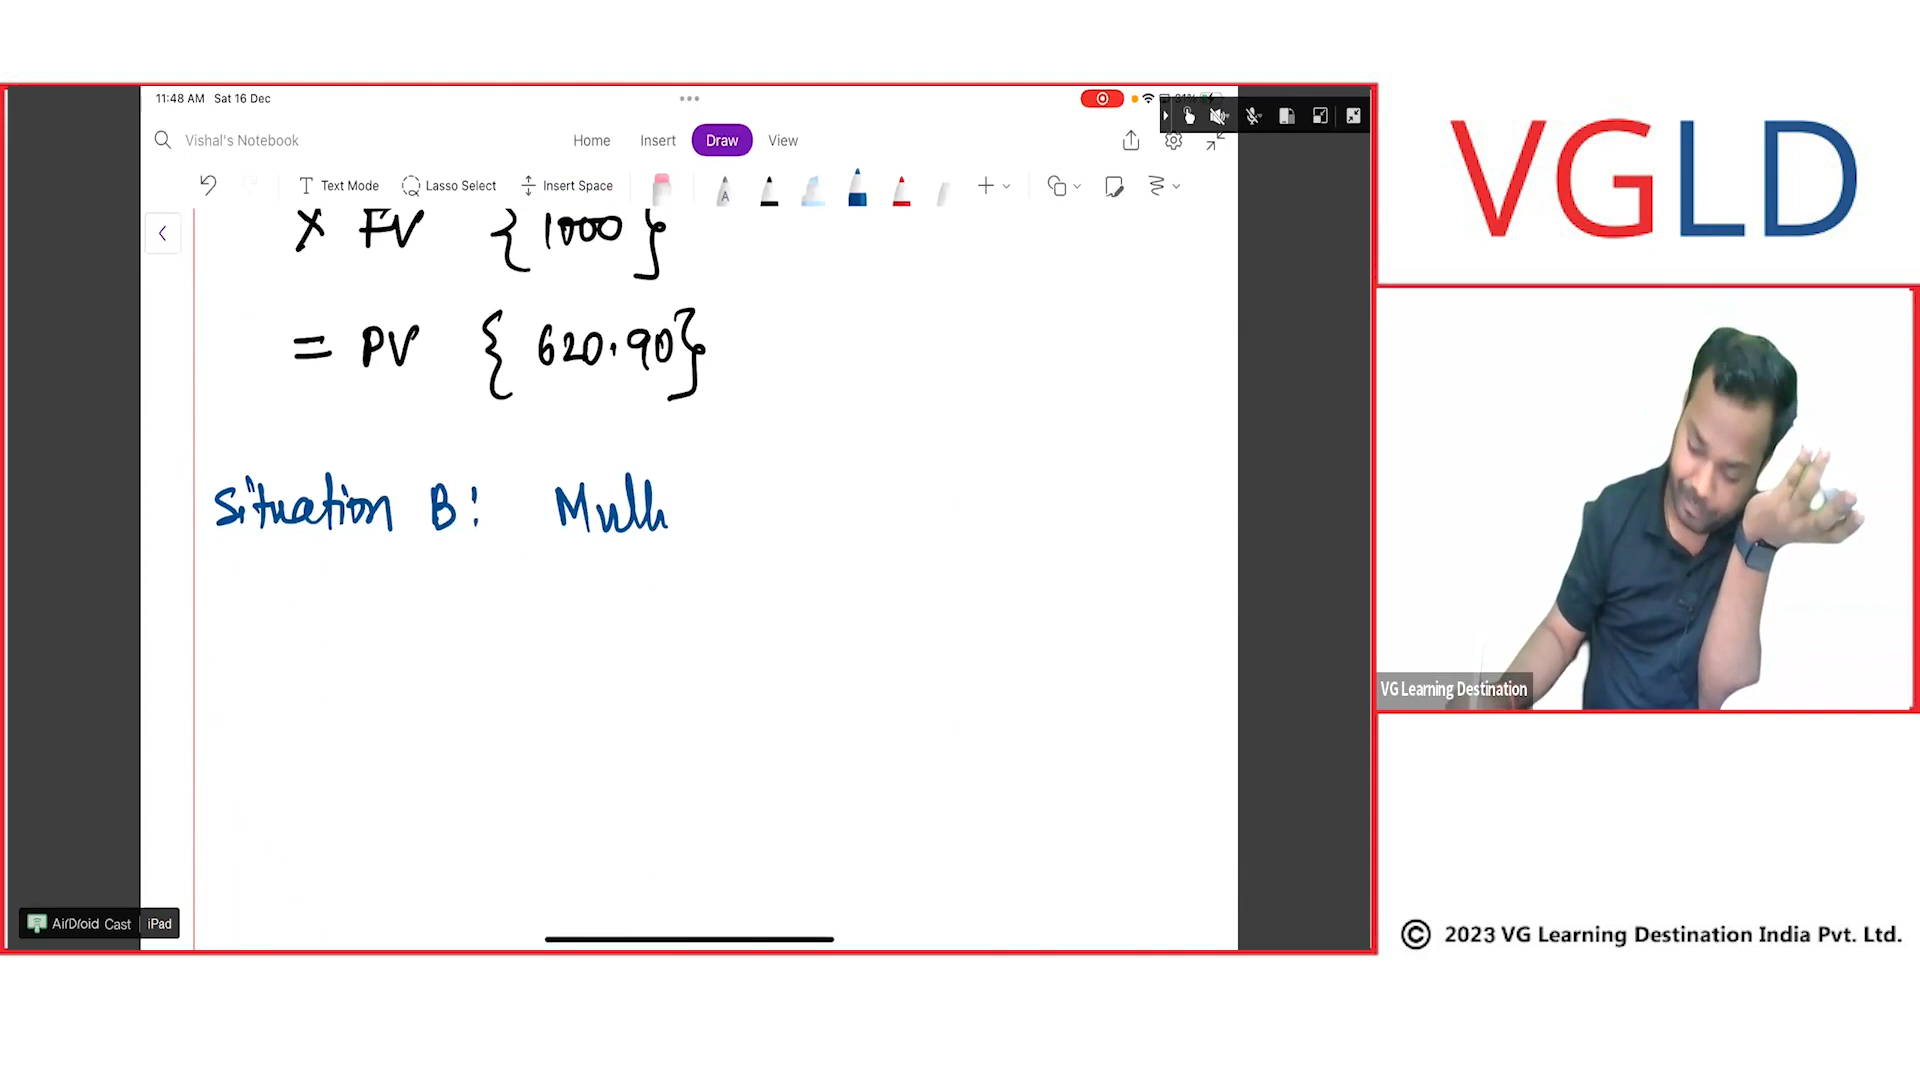 11:48 AM Sat 16 Dec
VGLD
Vishal's Notebook
Home Insert Draw View
Text Mode Lasso Select Insert Space
x FV {1000}
= PV {620.90}
Situation B: Mult
VG Learning Destination
AirDroid Cast iPad
© 2023 VG Learning Destination India Pvt. Ltd.